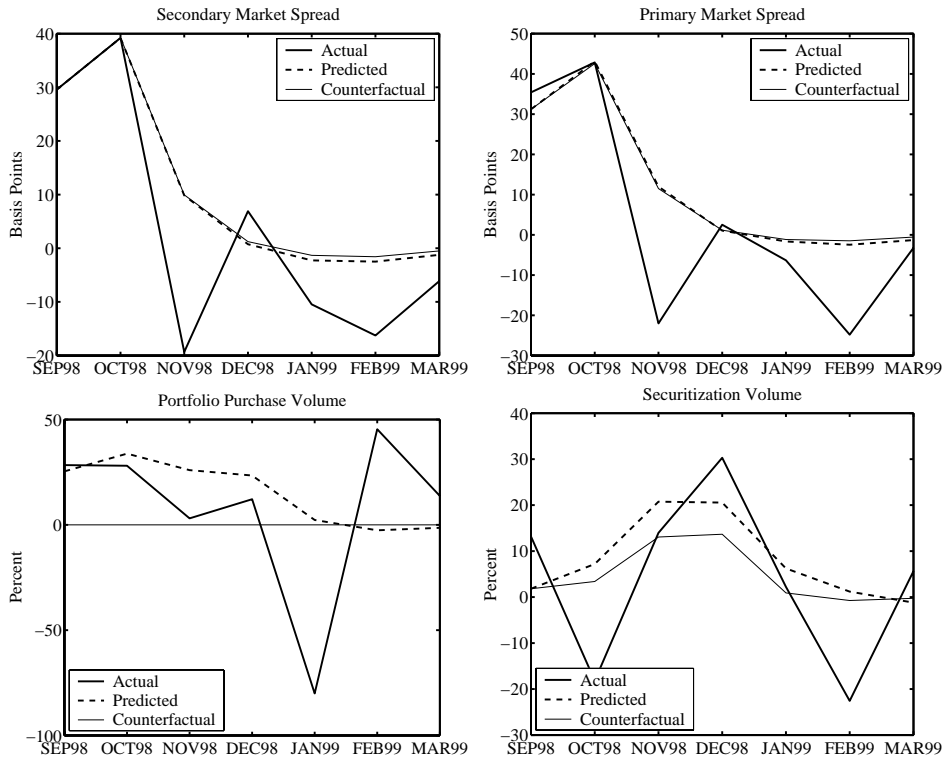 Secondary Market Spread
40
30
20
10
0
−10
−20
Basis Points
Actual
Predicted
Counterfactual
SEP98 OCT98 NOV98 DEC98 JAN99 FEB99 MAR99
Primary Market Spread
50
40
30
20
10
0
−10
−20
−30
Basis Points
Actual
Predicted
Counterfactual
SEP98 OCT98 NOV98 DEC98 JAN99 FEB99 MAR99
Portfolio Purchase Volume
50
0
−50
−100
Percent
Actual
Predicted
Counterfactual
SEP98 OCT98 NOV98 DEC98 JAN99 FEB99 MAR99
Securitization Volume
40
30
20
10
0
−10
−20
−30
Percent
Actual
Predicted
Counterfactual
SEP98 OCT98 NOV98 DEC98 JAN99 FEB99 MAR99